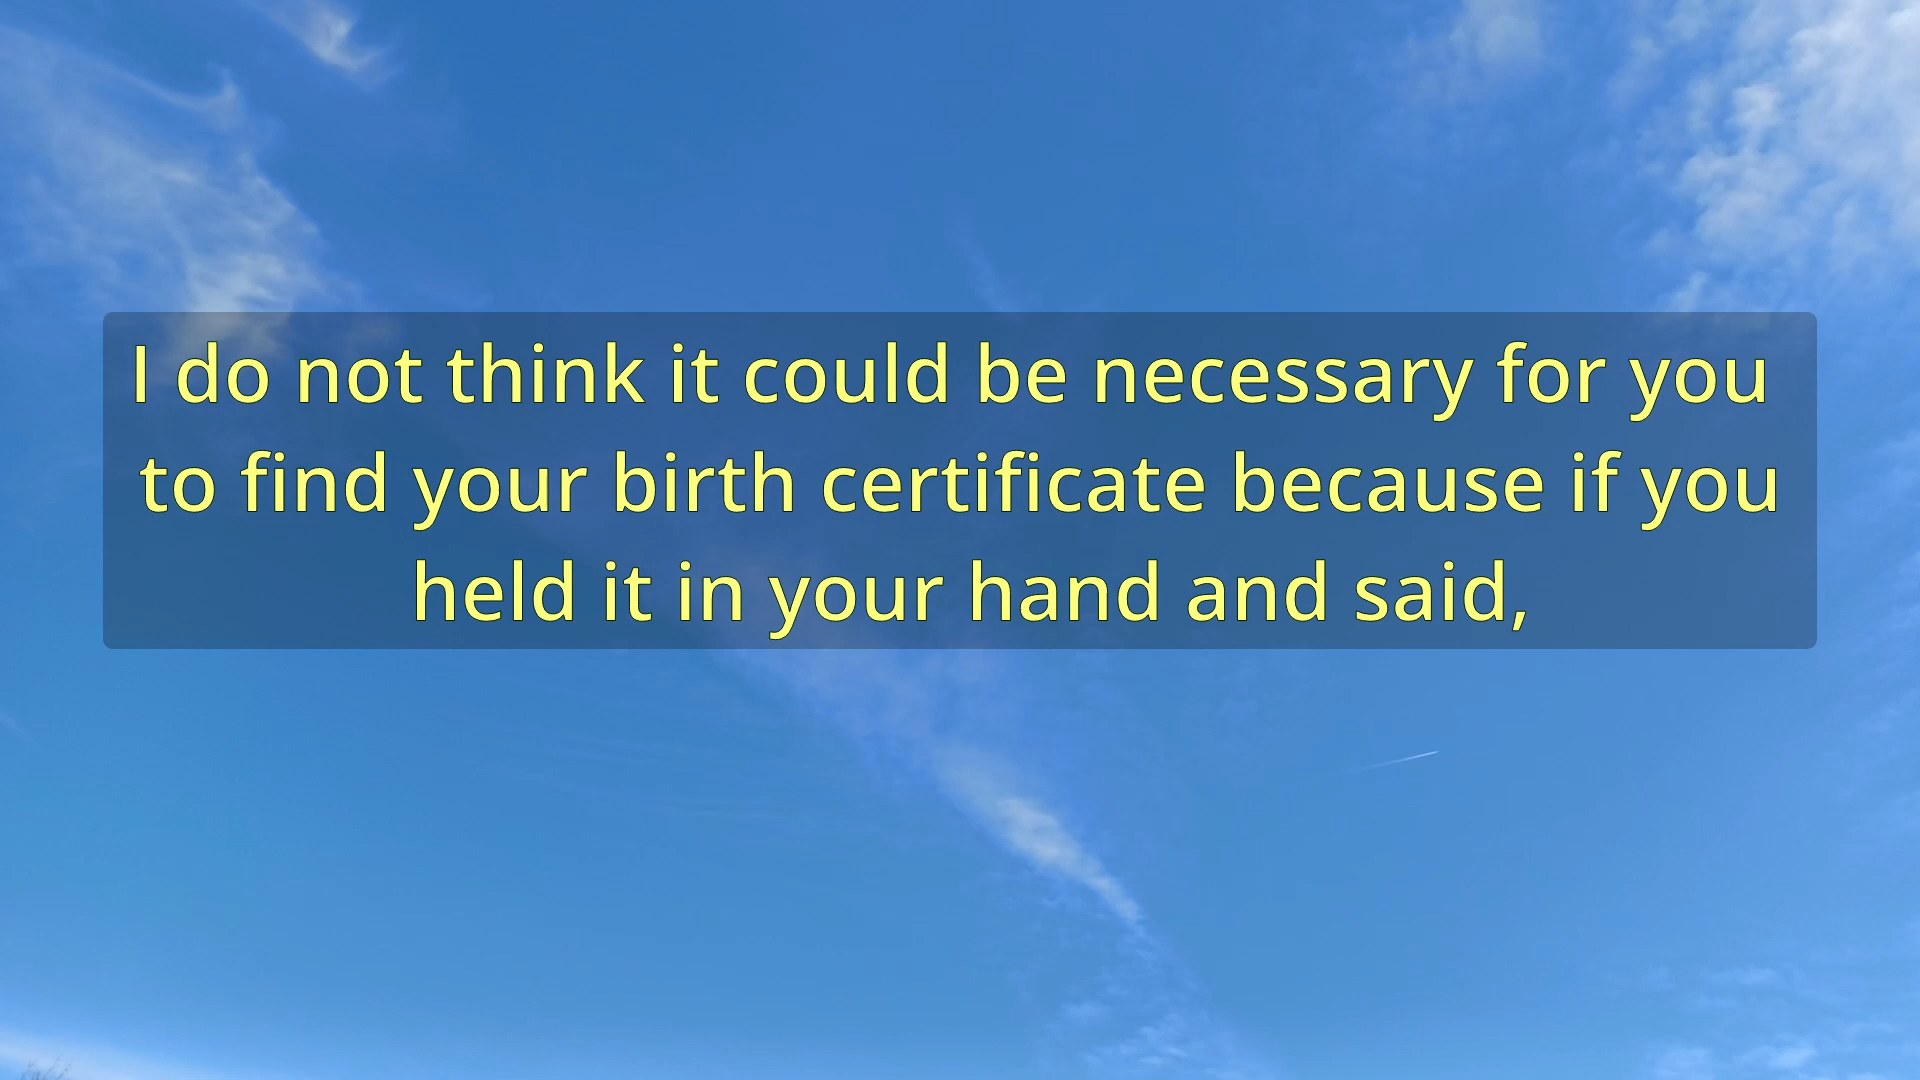 I do not think it could be necessary for you
to find your birth certificate because if you
held it in your hand and said,